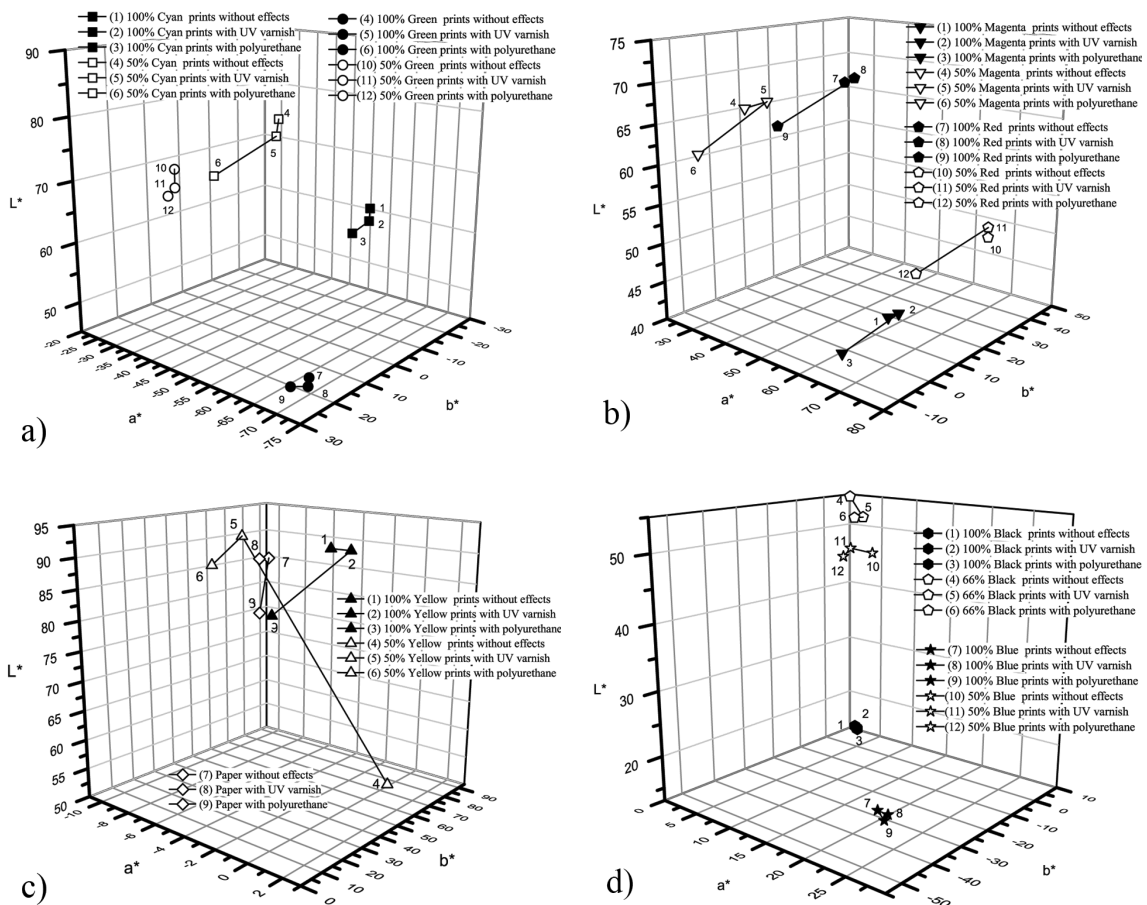 (1) 100% Cyan prints without effects
(2) 100% Cyan prints with UV varnish
(3) 100% Cyan prints with polyurethane
(4) 50% Cyan prints without effects
(5) 50% Cyan prints with UV varnish
(6) 50% Cyan prints with polyurethane
(4) 100% Green prints without effects
(5) 100% Green prints with UV varnish
(6) 100% Green prints with polyurethane
(10) 50% Green prints without effects
(11) 50% Green prints with UV varnish
(12) 50% Green prints with polyurethane
90
80
70
60
50
L*
4
5
6
10
11
12
1
2
3
7
8
9
-20
-25
-30
-35
-40
-45
-50
-55
-60
-65
-70
-75
a*
-30
-20
-10
0
10
20
30
b*
a)
(1) 100% Magenta prints without effects
(2) 100% Magenta prints with UV varnish
(3) 100% Magenta prints with polyurethane
(4) 50% Magenta prints without effects
(5) 50% Magenta prints with UV varnish
(6) 50% Magenta prints with polyurethane
(7) 100% Red prints without effects
(8) 100% Red prints with UV varnish
(9) 100% Red prints with polyurethane
(10) 50% Red prints without effects
(11) 50% Red prints with UV varnish
(12) 50% Red prints with polyurethane
75
70
65
60
55
50
45
40
L*
4
5
6
7
8
9
11
10
12
1
2
3
30
40
50
60
70
80
a*
50
40
30
20
10
0
-10
b*
b)
(1) 100% Yellow prints without effects
(2) 100% Yellow prints with UV varnish
(3) 100% Yellow prints with polyurethane
(4) 50% Yellow prints without effects
(5) 50% Yellow prints with UV varnish
(6) 50% Yellow prints with polyurethane
(7) Paper without effects
(8) Paper with UV varnish
(9) Paper with polyurethane
95
90
85
80
75
70
65
60
55
50
L*
5
6
8
7
1
2
9
9
4
-10
-8
-6
-4
-2
0
2
a*
90
80
70
60
50
40
30
20
10
0
b*
c)
(1) 100% Black prints without effects
(2) 100% Black prints with UV varnish
(3) 100% Black prints with polyurethane
(4) 66% Black prints without effects
(5) 66% Black prints with UV varnish
(6) 66% Black prints with polyurethane
(7) 100% Blue prints without effects
(8) 100% Blue prints with UV varnish
(9) 100% Blue prints with polyurethane
(10) 50% Blue prints without effects
(11) 50% Blue prints with UV varnish
(12) 50% Blue prints with polyurethane
50
40
30
20
L*
4
5
6
11
12
10
1
2
3
7
8
9
0
5
10
15
20
25
a*
10
0
-10
-20
-30
-40
-50
b*
d)